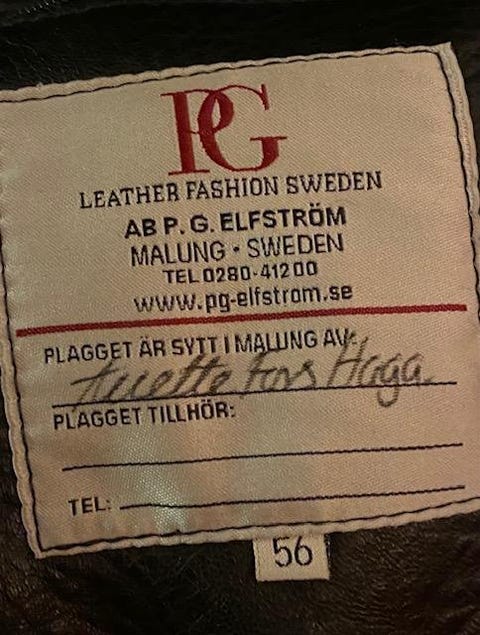 PG
LEATHER FASHION SWEDEN
AB P. G. ELFSTRÖM
MALUNG · SWEDEN
TEL 0280-412 00
www.pg-elfstrom.se
PLAGGET ÄR SYTT I MALUNG AV:
Fors Haga
PLAGGET TILLHÖR:
TEL:
56